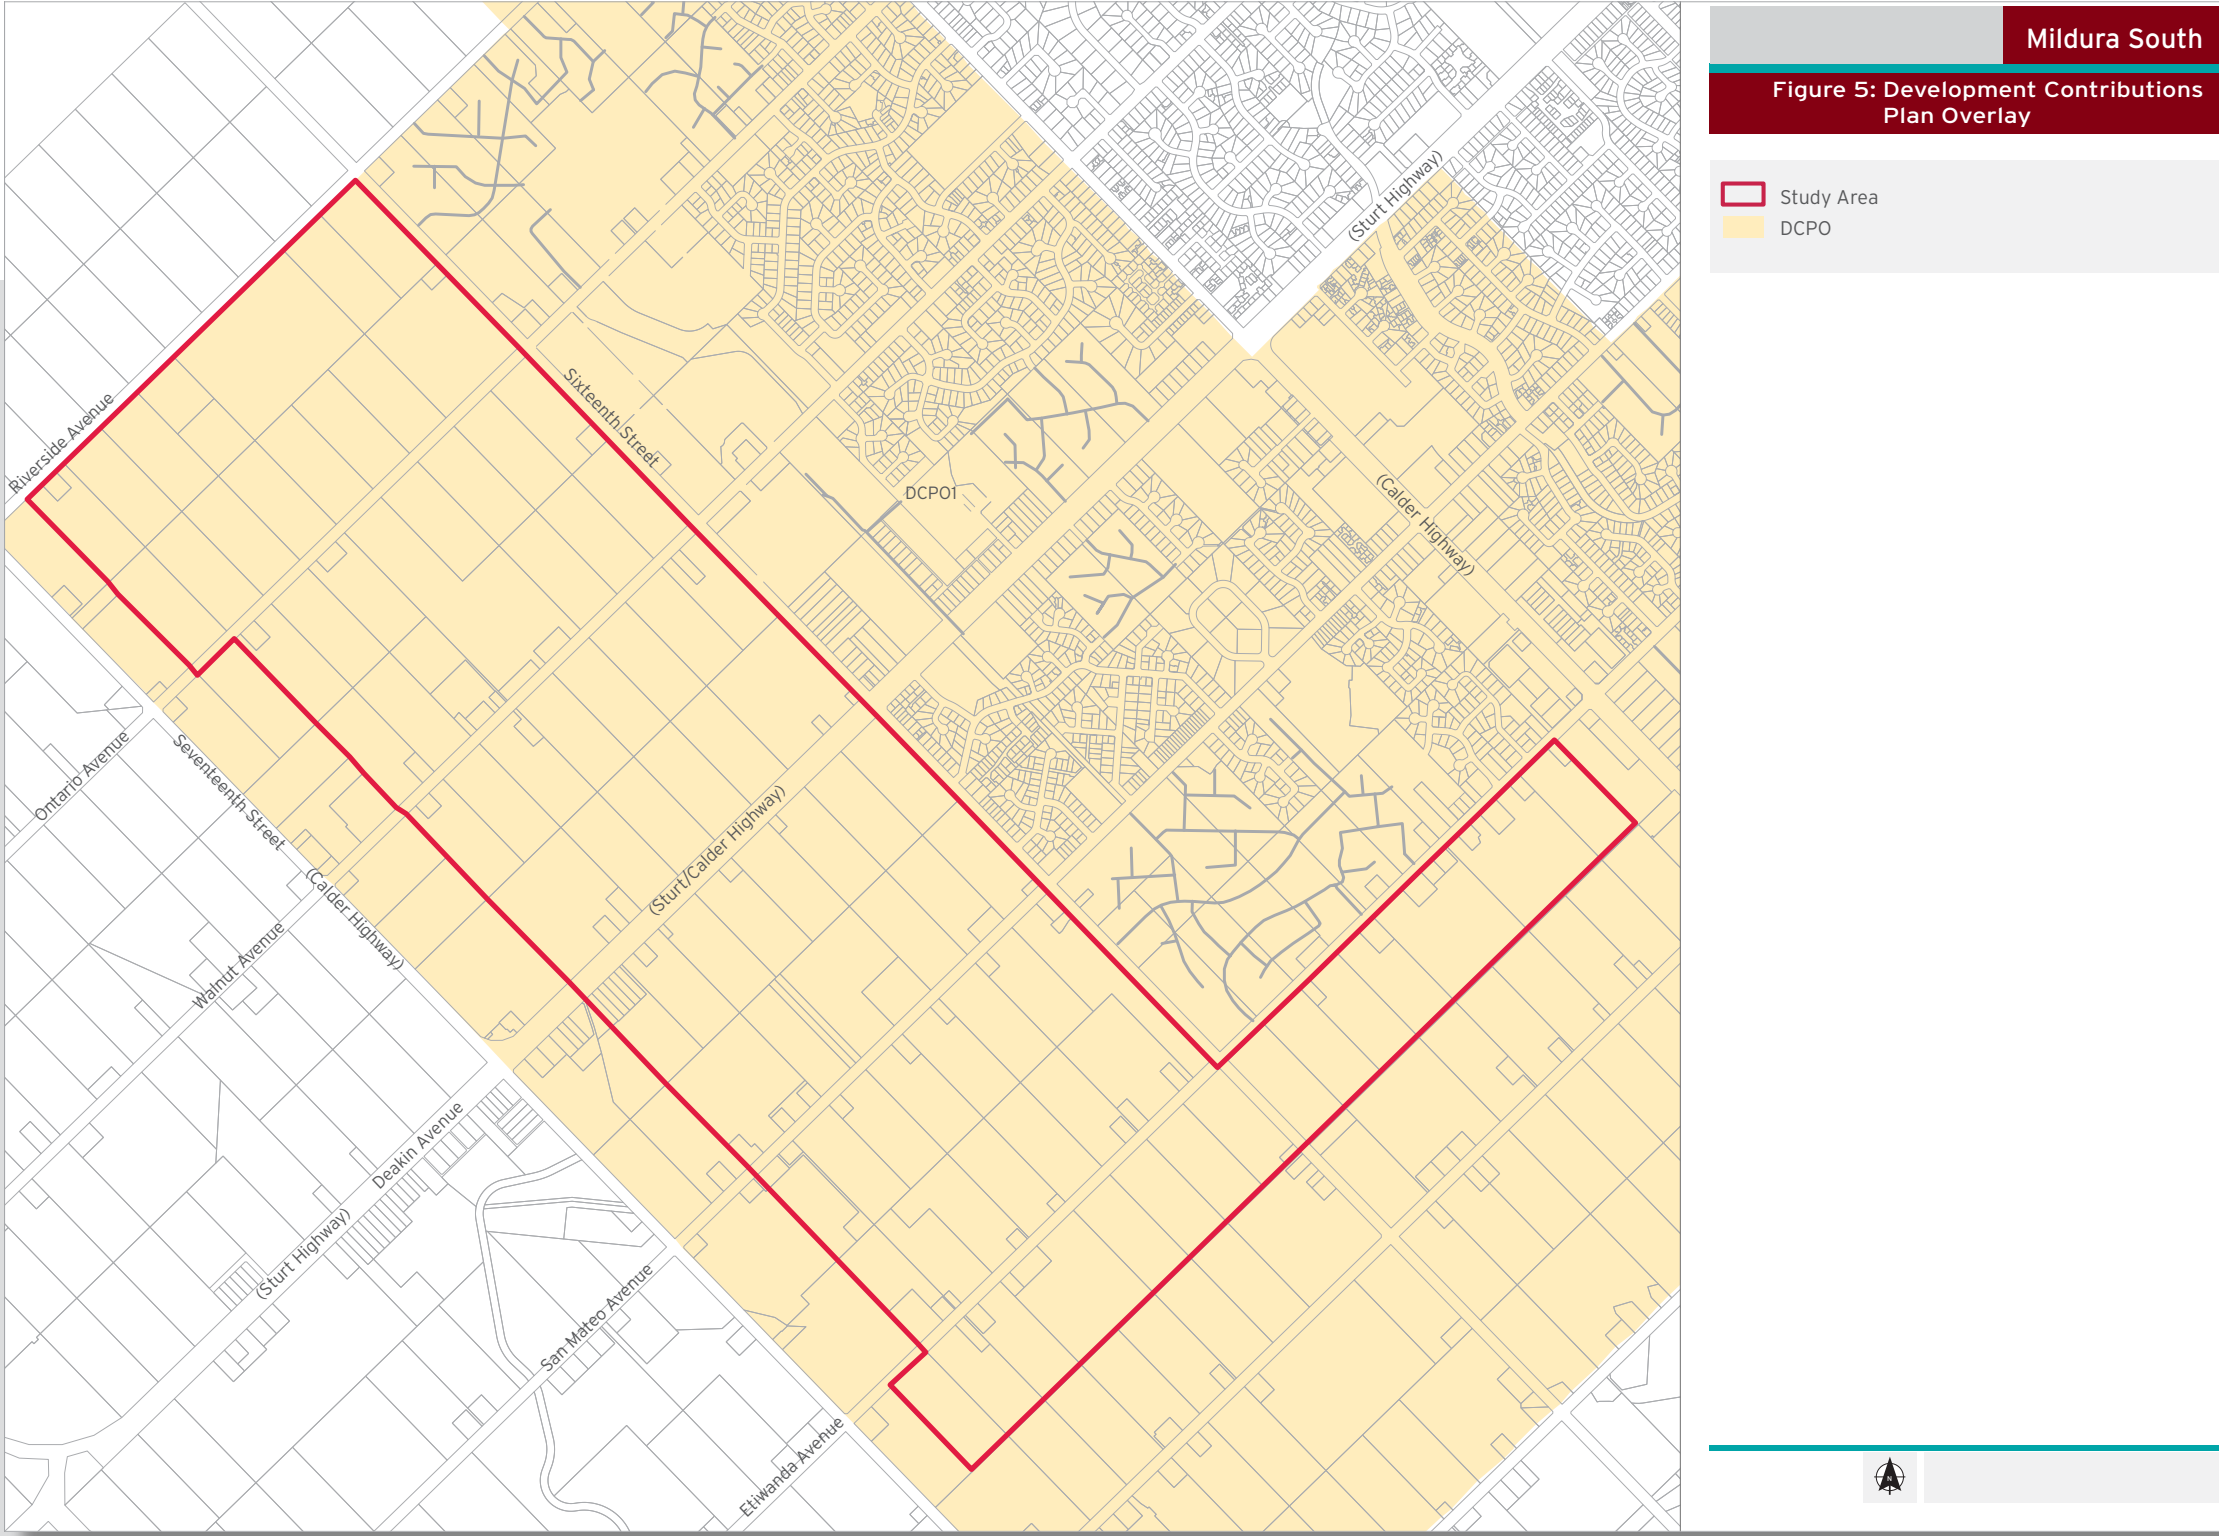 Mildura South
Figure 5: Development Contributions
Plan Overlay
Study Area
DCPO
(Sturt Highway)
Riverside Avenue
Sixteenth Street
DCPO1
(Calder Highway)
Ontario Avenue
Seventeenth Street
(Sturt/Calder Highway)
(Calder Highway)
Walnut Avenue
Deakin Avenue
(Sturt Highway)
San Mateo Avenue
Etiwanda Avenue
N